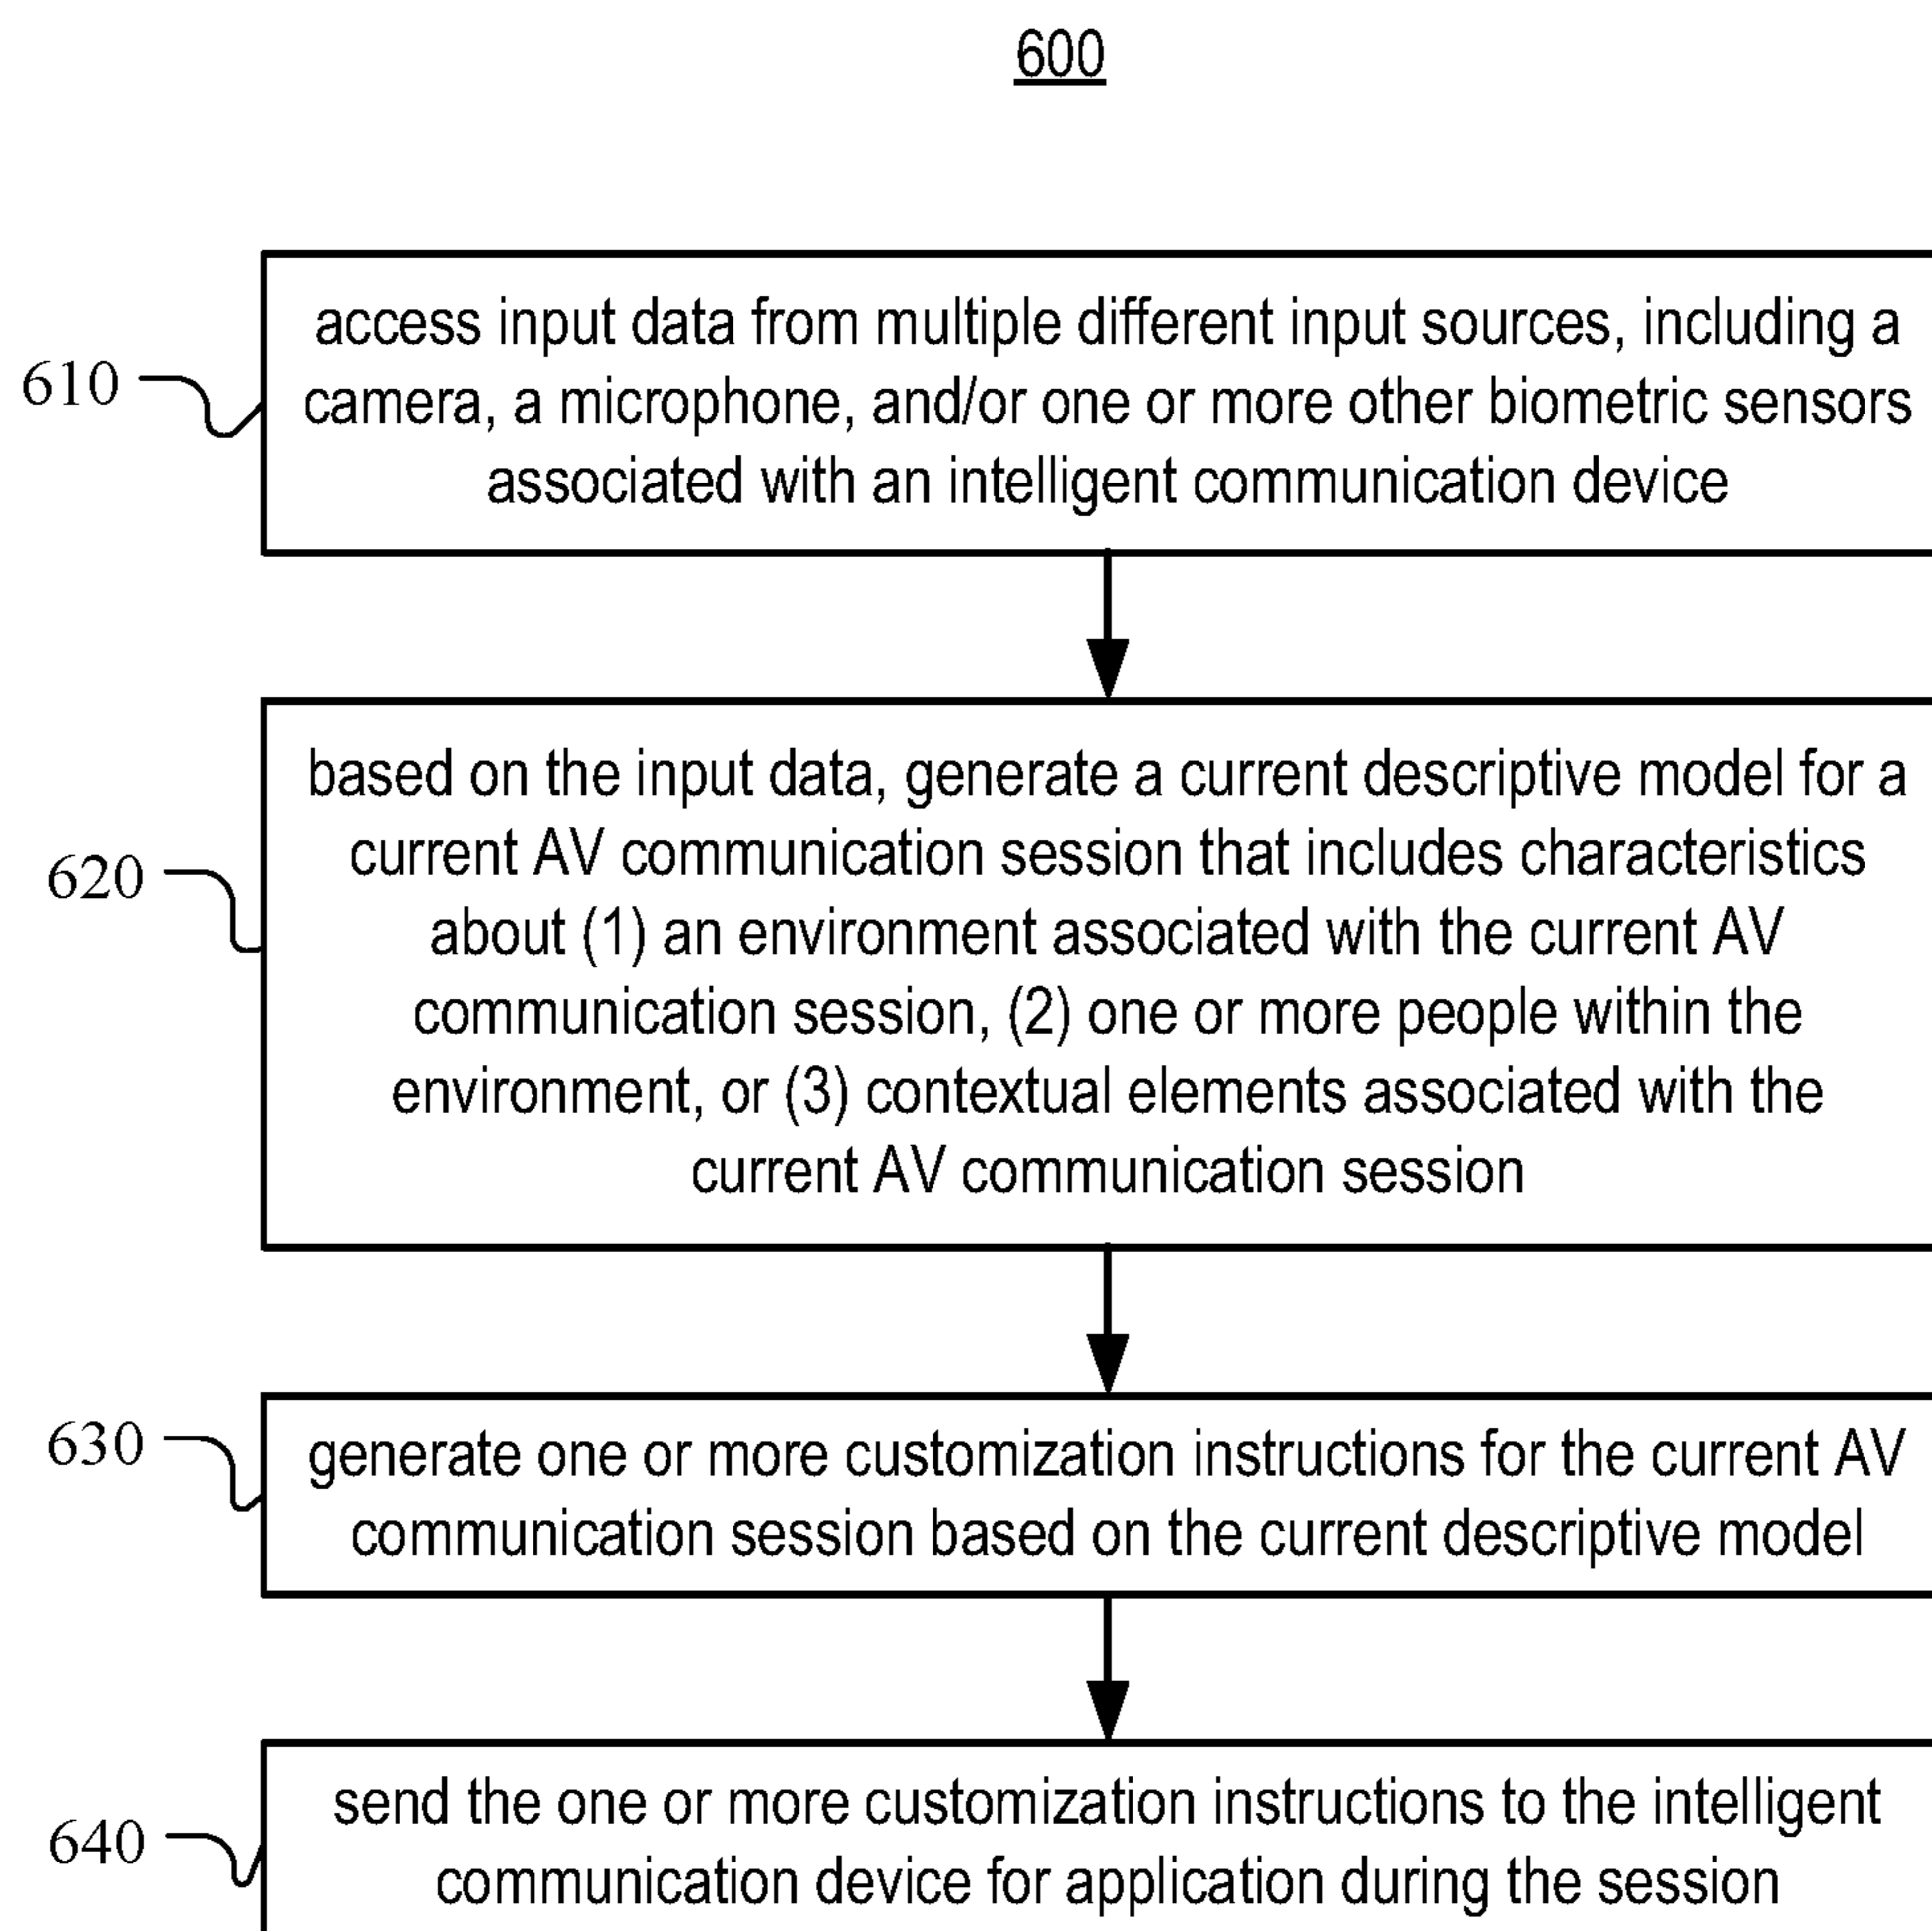 600
610
access input data from multiple different input sources, including a
camera, a microphone, and/or one or more other biometric sensors
associated with an intelligent communication device
620
based on the input data, generate a current descriptive model for a
current AV communication session that includes characteristics
about (1) an environment associated with the current AV
communication session, (2) one or more people within the
environment, or (3) contextual elements associated with the
current AV communication session
630
generate one or more customization instructions for the current AV
communication session based on the current descriptive model
640
send the one or more customization instructions to the intelligent
communication device for application during the session